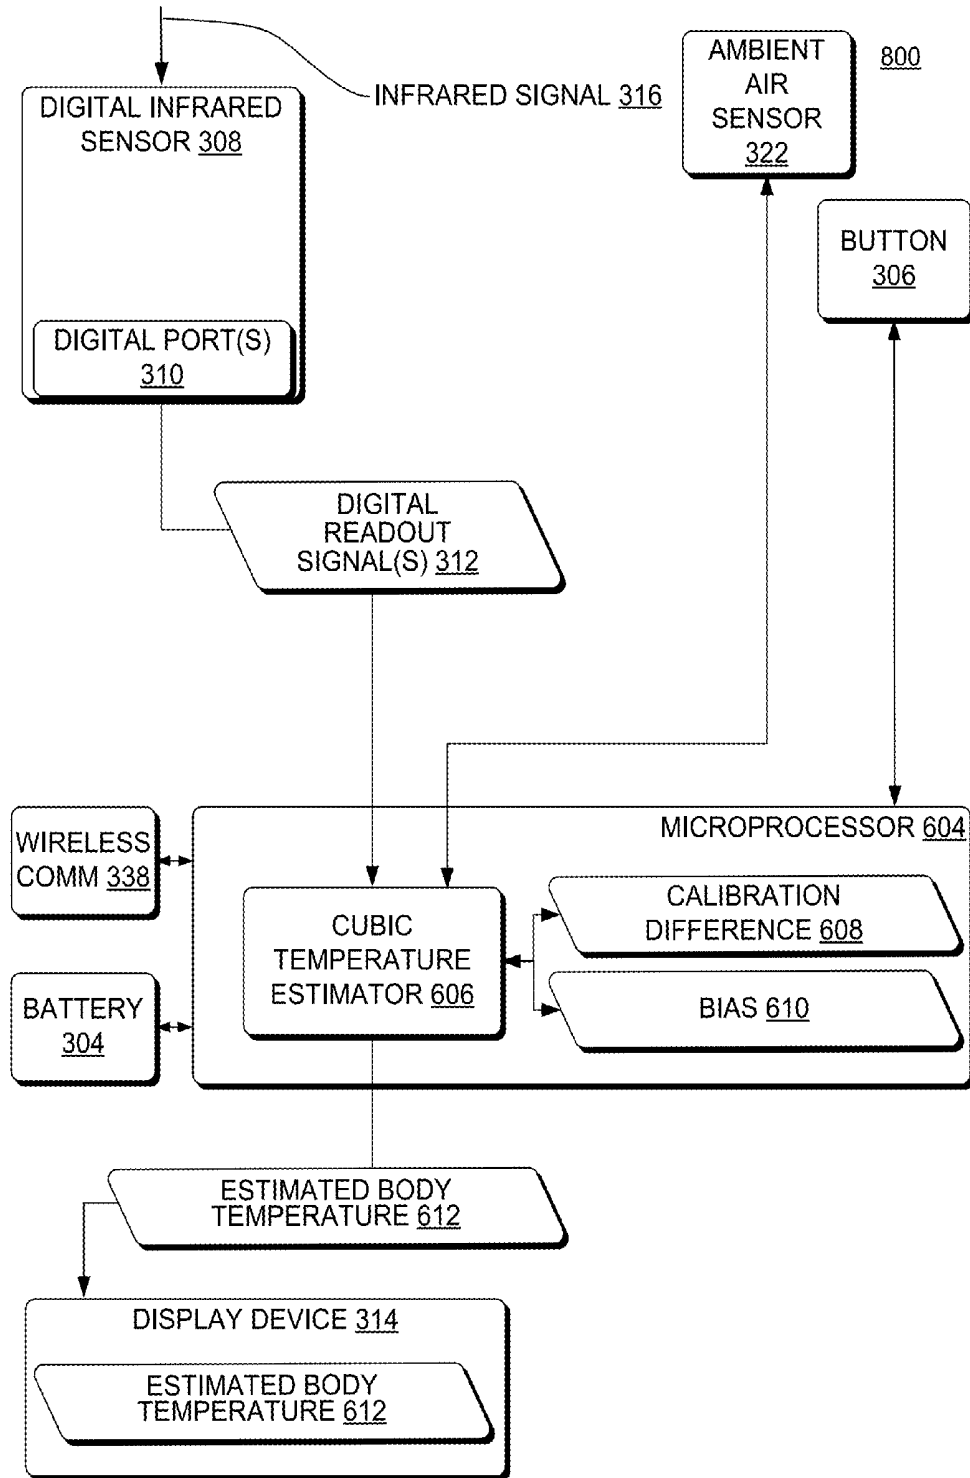 INFRARED SIGNAL 316
AMBIENT
AIR
SENSOR
322
800
DIGITAL INFRARED
SENSOR 308
BUTTON
306
DIGITAL PORT(S)
310
DIGITAL
READOUT
SIGNAL(S) 312
MICROPROCESSOR 604
WIRELESS
COMM 338
CUBIC
TEMPERATURE
ESTIMATOR 606
CALIBRATION
DIFFERENCE 608
BIAS 610
BATTERY
304
ESTIMATED BODY
TEMPERATURE 612
DISPLAY DEVICE 314
ESTIMATED BODY
TEMPERATURE 612